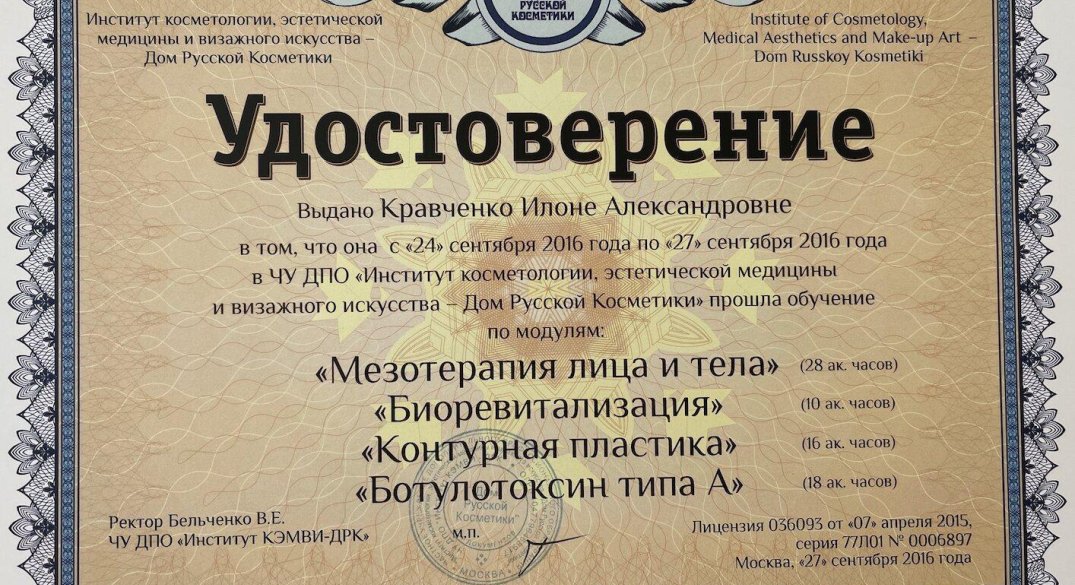 РУССКОЙ
КОСМЕТИКИ
Институт косметологии, эстетической
медицины и визажного искусства –
Дом Русской Косметики
Institute of Cosmetology,
Medical Aesthetics and Make-up Art –
Dom Russkoy Kosmetiki
Удостоверение
Выдано Кравченко Илоне Александровне
в том, что она с «24» сентября 2016 года по «27» сентября 2016 года
в ЧУ ДПО «Институт косметологии, эстетической медицины
и визажного искусства – Дом Русской Косметики» прошла обучение
по модулям:
«Мезотерапия лица и тела» (28 ак. часов)
«Биоревитализация» (10 ак. часов)
«Контурная пластика» (16 ак. часов)
«Ботулотоксин типа А» (18 ак. часов)
Русской
Косметики
МОСКВА
м.п.
Ректор Бельченко В.Е.
ЧУ ДПО «Институт КЭМВИ-ДРК»
Лицензия 036093 от «07» апреля 2015,
серия 77Л01 № 0006897
Москва, «27» сентября 2016 года